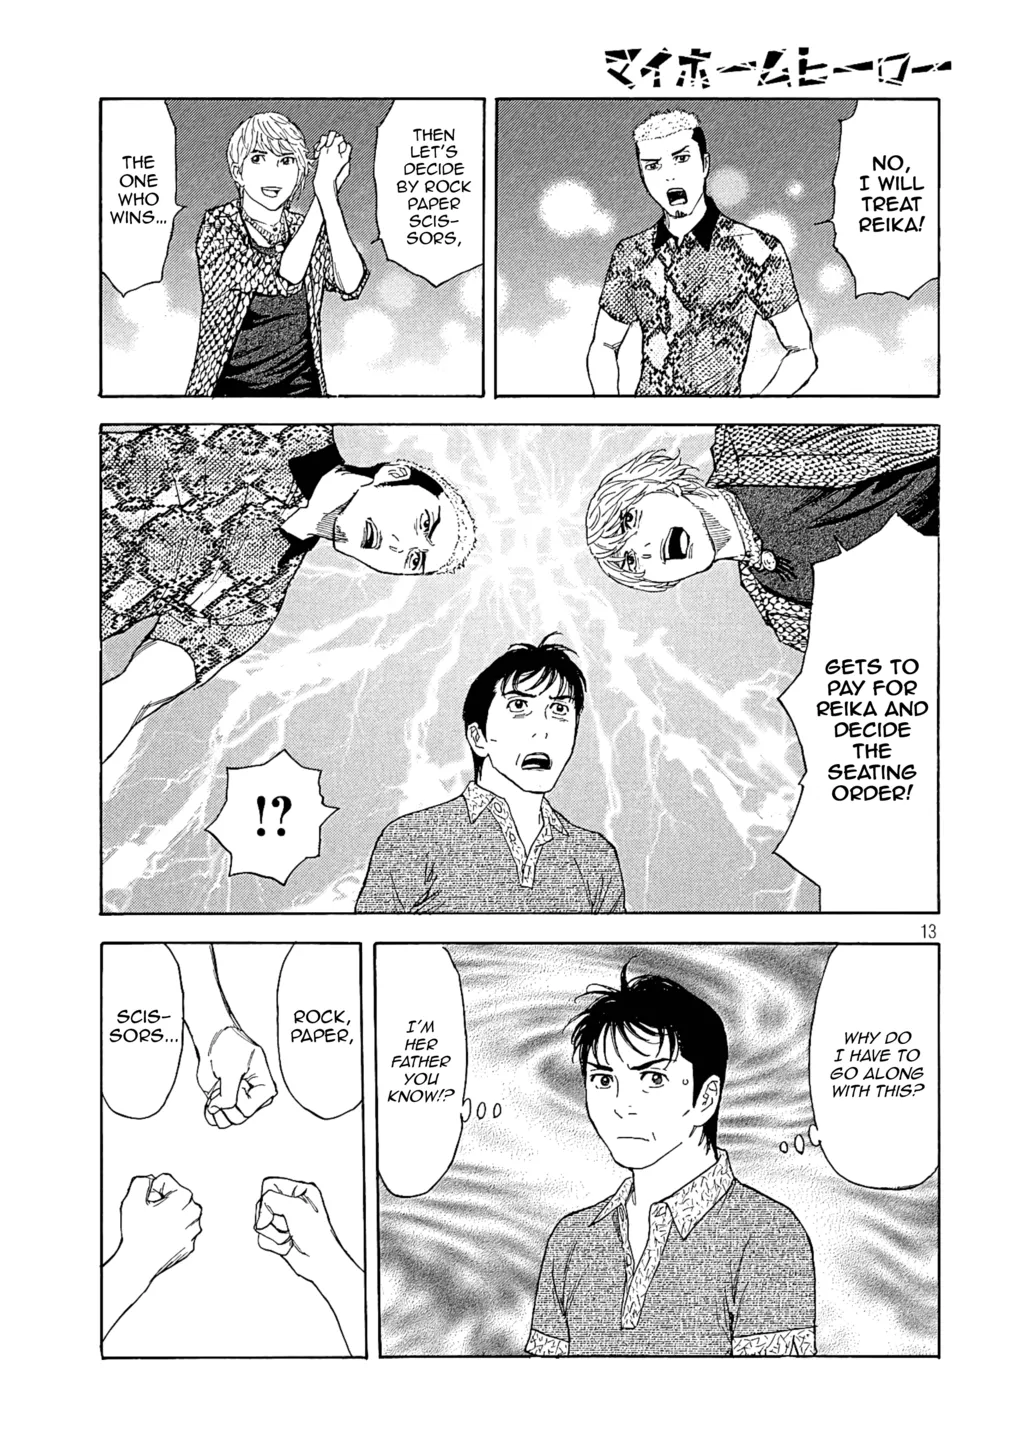 マイホームヒーロー
NO,
I WILL
TREAT
REIKA!
THEN
LET'S
DECIDE
BY ROCK
PAPER
SCIS-
SORS,
THE
ONE
WHO
WINS...
GETS TO
PAY FOR
REIKA AND
DECIDE
THE
SEATING
ORDER!
!?
13
WHY DO
I HAVE TO
GO ALONG
WITH THIS?
I'M
HER
FATHER
YOU
KNOW!?
ROCK,
PAPER,
SCIS-
SORS...